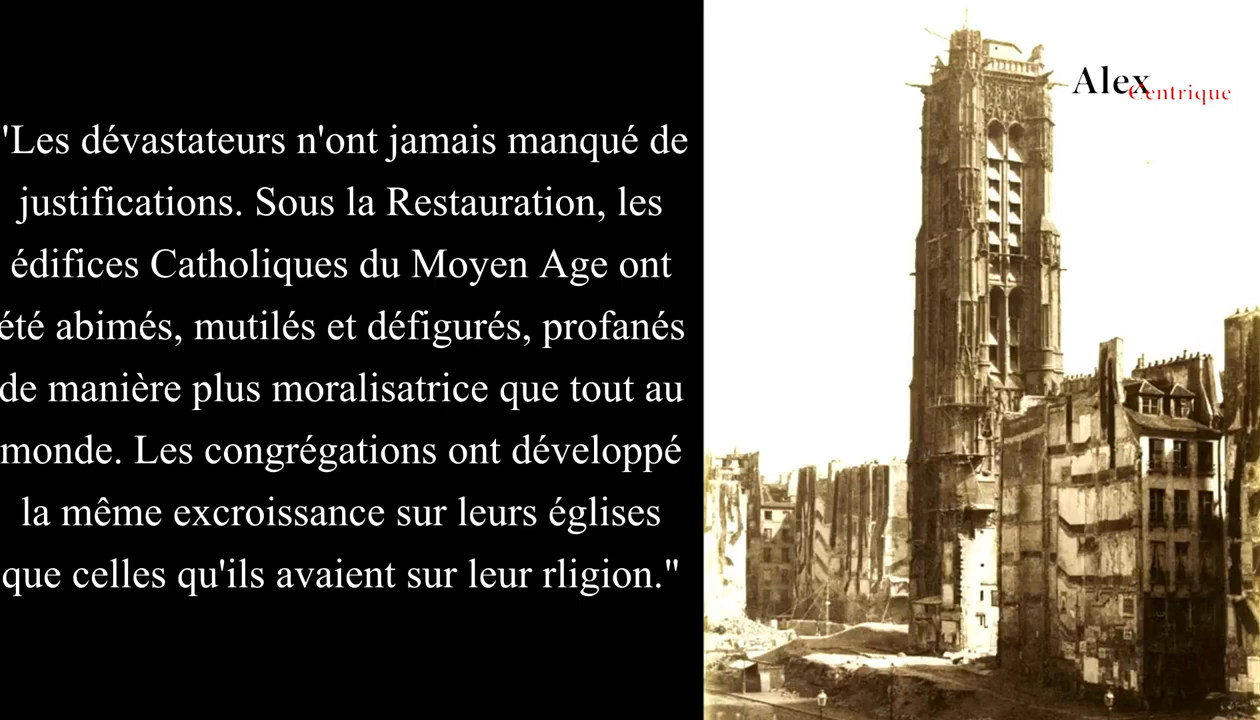 "Les dévastateurs n'ont jamais manqué de
justifications. Sous la Restauration, les
édifices Catholiques du Moyen Age ont
été abimés, mutilés et défigurés, profanés
de manière plus moralisatrice que tout au
monde. Les congrégations ont développé
la même excroissance sur leurs églises
que celles qu'ils avaient sur leur rligion."
Alex
Centrique